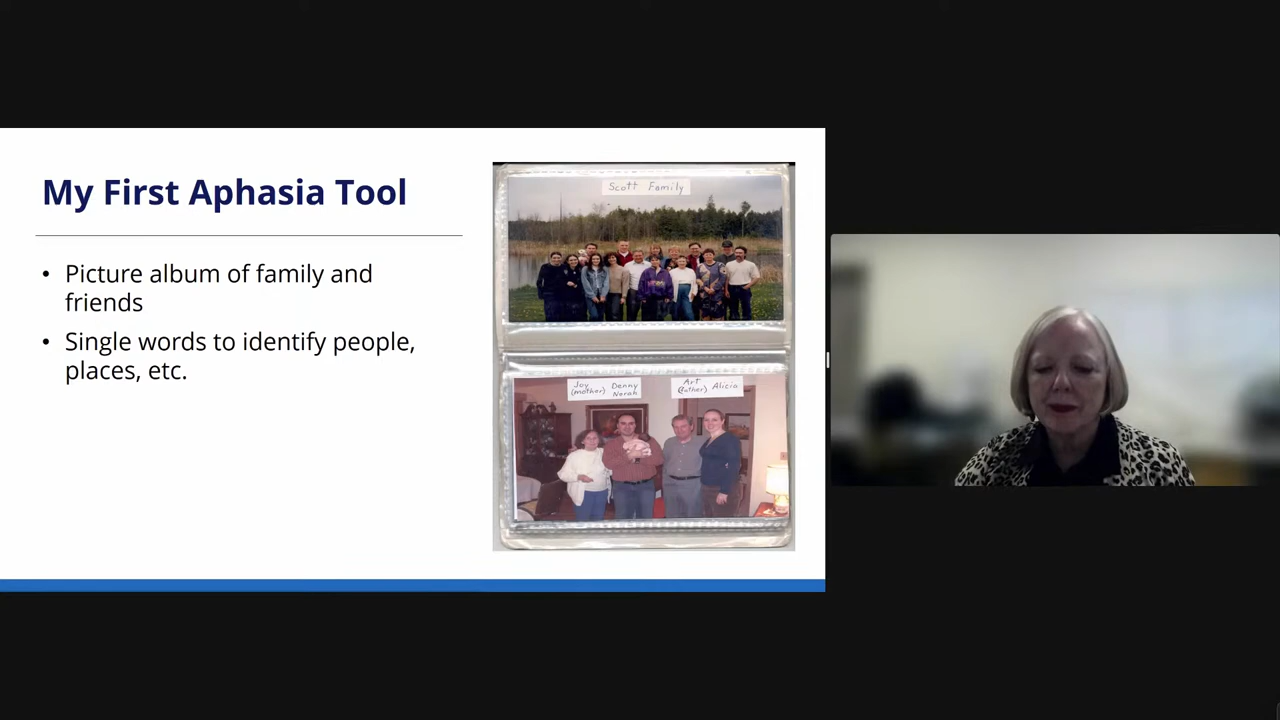 My First Aphasia Tool
• Picture album of family and
friends
• Single words to identify people,
places, etc.
Scott Family
Joy Denny
(mother) Norah
Art Alicia
(father)